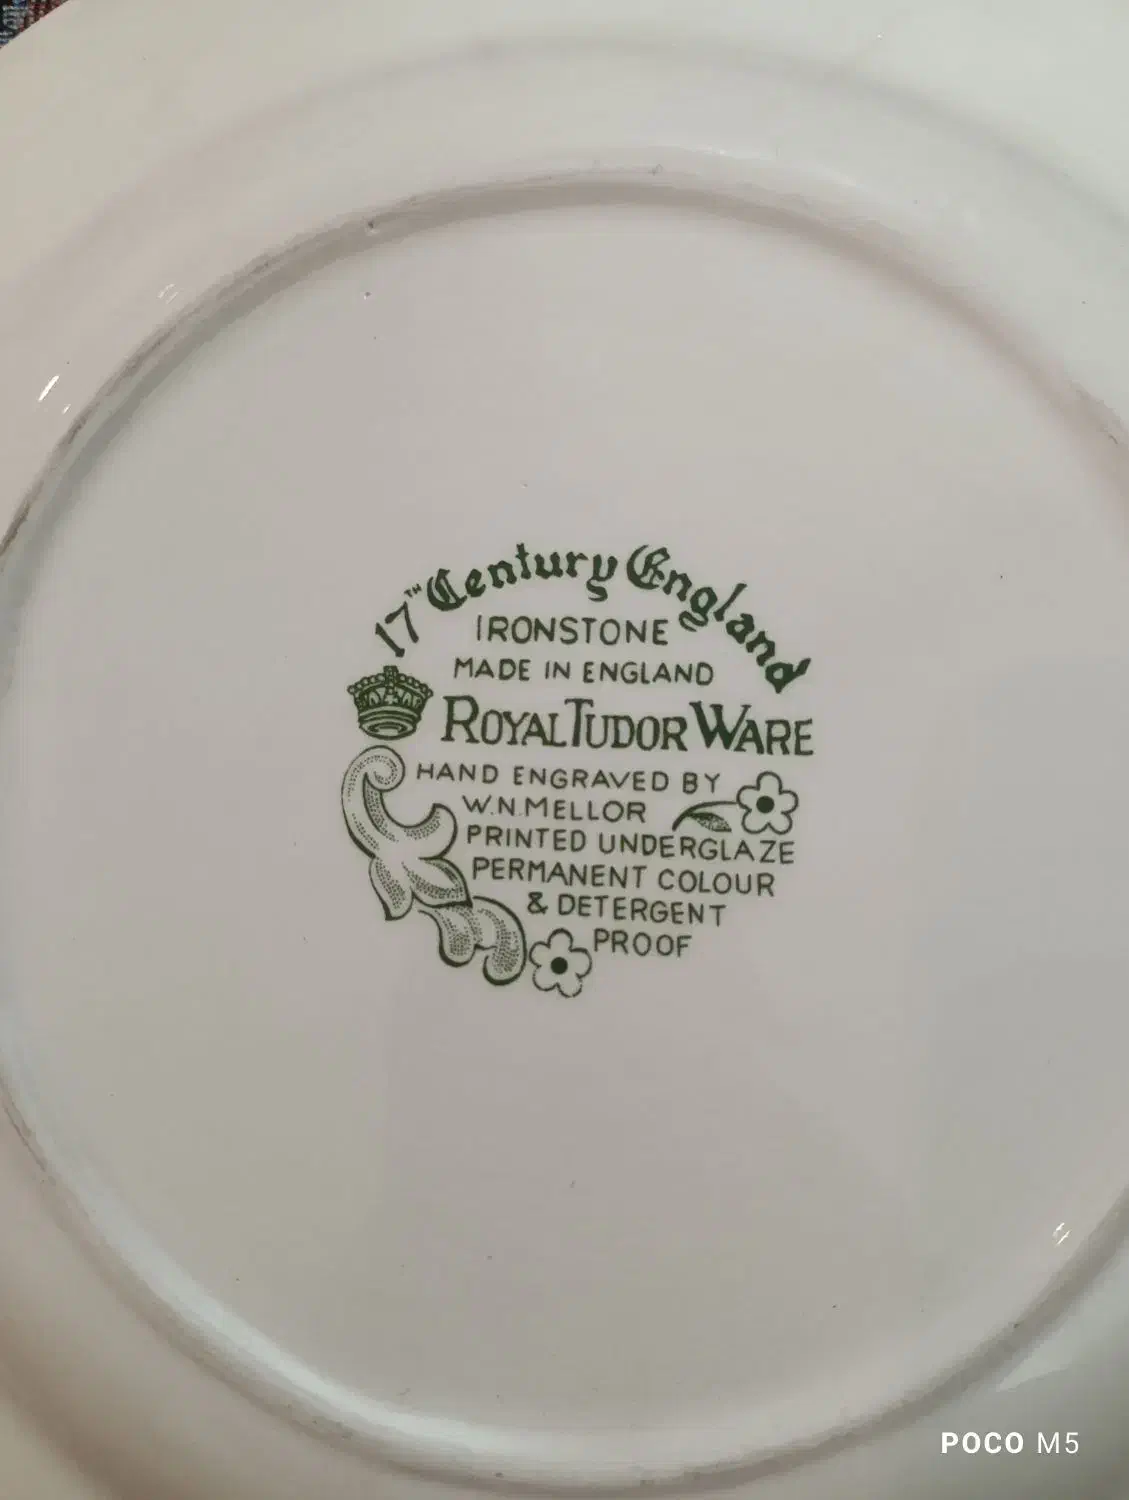 17TH Century England
IRONSTONE
MADE IN ENGLAND
ROYAL TUDOR WARE
HAND ENGRAVED BY
W.N.MELLOR
PRINTED UNDERGLAZE
PERMANENT COLOUR
& DETERGENT
PROOF
POCO M5